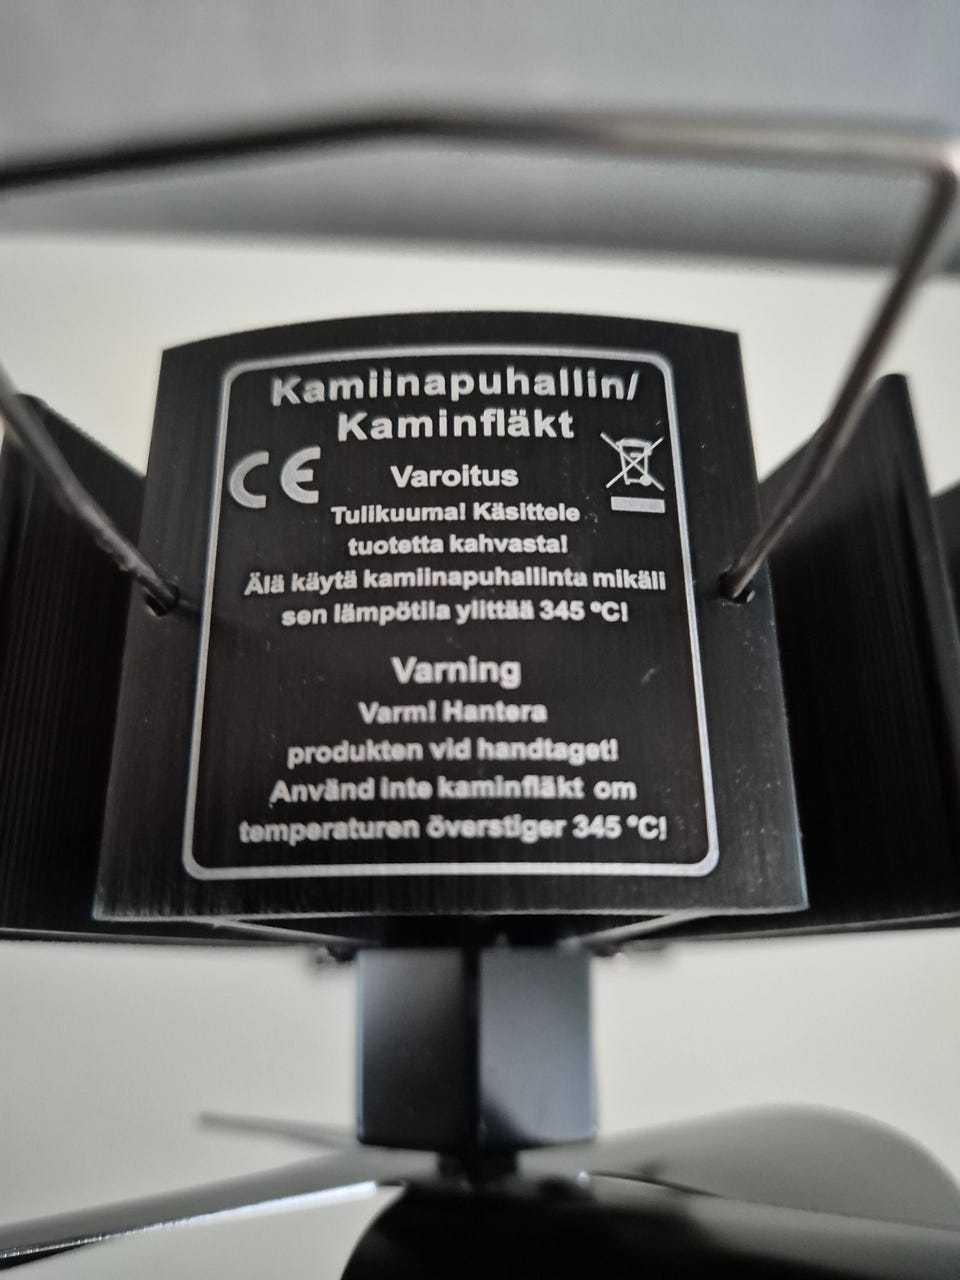 Kamiinapuhallin/
Kaminfläkt
CE
Varoitus
Tulikuuma! Käsittele
tuotetta kahvasta!
Älä käytä kamiinapuhallinta mikäli
sen lämpötila ylittää 345 ºC!
Varning
Varm! Hantera
produkten vid handtaget!
Använd inte kaminfläkt om
temperaturen överstiger 345 °C!